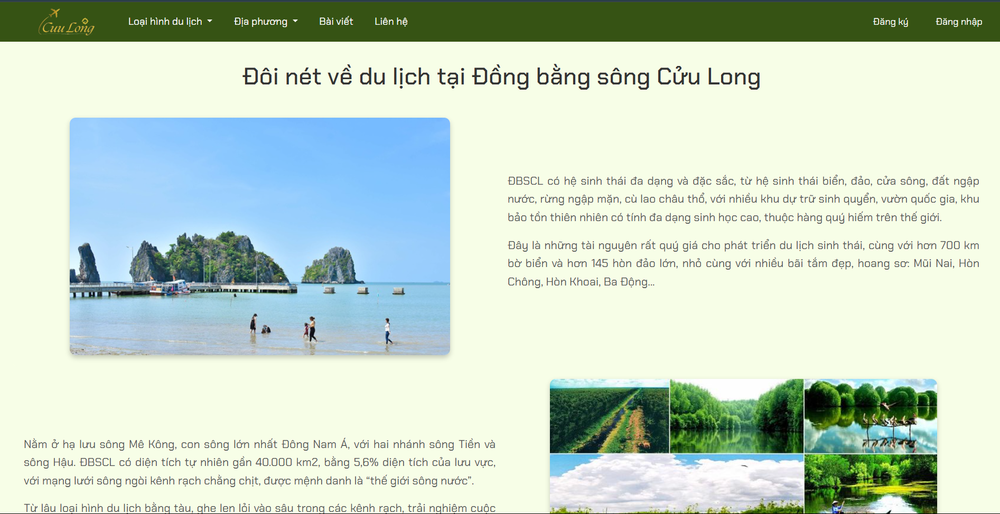 Cuu Long
Loại hình du lịch
Địa phương
Bài viết
Liên hệ
Đăng ký
Đăng nhập
Đôi nét về du lịch tại Đồng bằng sông Cửu Long
ĐBSCL có hệ sinh thái đa dạng và đặc sắc, từ hệ sinh thái biển, đảo, cửa sông, đất ngập
nước, rừng ngập mặn, cù lao châu thổ, với nhiều khu dự trữ sinh quyển, vườn quốc gia, khu
bảo tồn thiên nhiên có tính đa dạng sinh học cao, thuộc hàng quý hiếm trên thế giới.
Đây là những tài nguyên rất quý giá cho phát triển du lịch sinh thái, cùng với hơn 700 km
bờ biển và hơn 145 hòn đảo lớn, nhỏ cùng với nhiều bãi tắm đẹp, hoang sơ: Mũi Nai, Hòn
Chông, Hòn Khoai, Ba Động...
Nằm ở hạ lưu sông Mê Kông, con sông lớn nhất Đông Nam Á, với hai nhánh sông Tiền và
sông Hậu. ĐBSCL có diện tích tự nhiên gần 40.000 km2, bằng 5,6% diện tích của lưu vực,
với mạng lưới sông ngòi kênh rạch chằng chịt, được mệnh danh là “thế giới sông nước”.
Từ lâu loại hình du lịch bằng tàu, ghe len lỏi vào sâu trong các kênh rạch, trải nghiệm cuộc